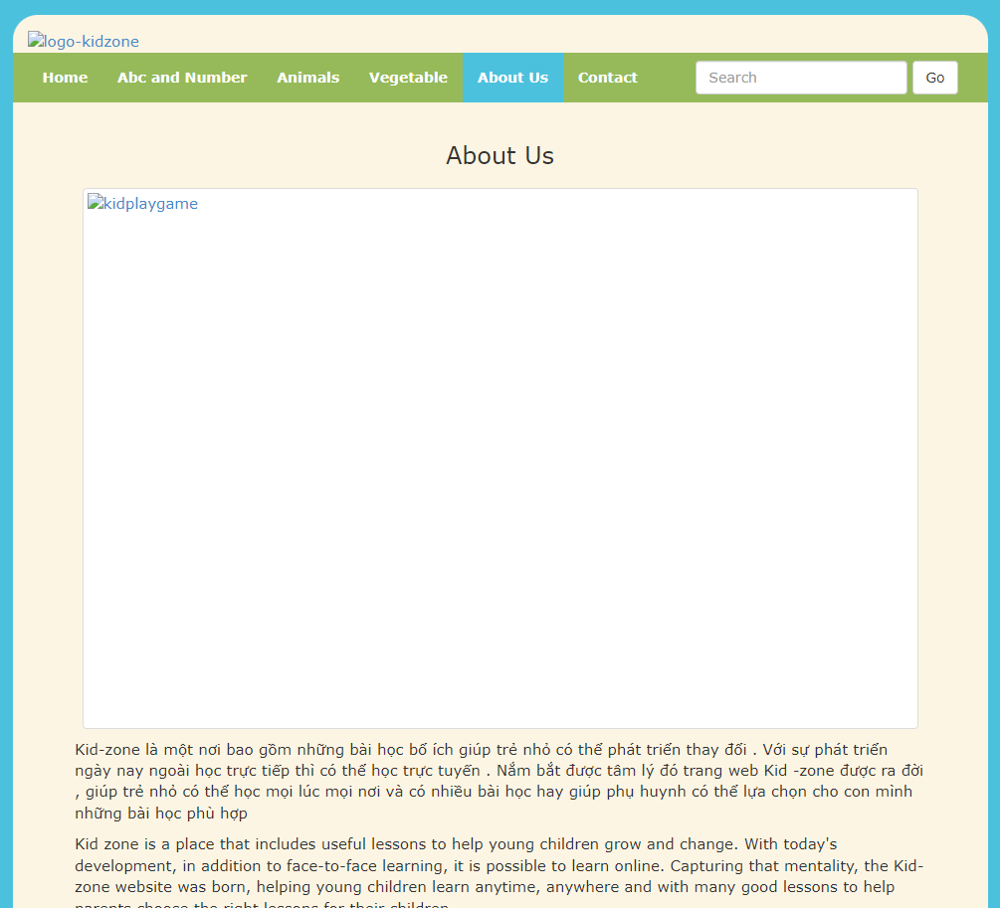 logo-kidzone
Home Abc and Number Animals Vegetable About Us Contact Search Go
About Us
kidplaygame
Kid-zone là một nơi bao gồm những bài học bổ ích giúp trẻ nhỏ có thể phát triển thay đổi . Với sự phát triển
ngày nay ngoài học trực tiếp thì có thể học trực tuyến . Nắm bắt được tâm lý đó trang web Kid -zone được ra đời
, giúp trẻ nhỏ có thể học mọi lúc mọi nơi và có nhiều bài học hay giúp phụ huynh có thể lựa chọn cho con mình
những bài học phù hợp
Kid zone is a place that includes useful lessons to help young children grow and change. With today's
development, in addition to face-to-face learning, it is possible to learn online. Capturing that mentality, the Kid-
zone website was born, helping young children learn anytime, anywhere and with many good lessons to help
parents choose the right lessons for their children